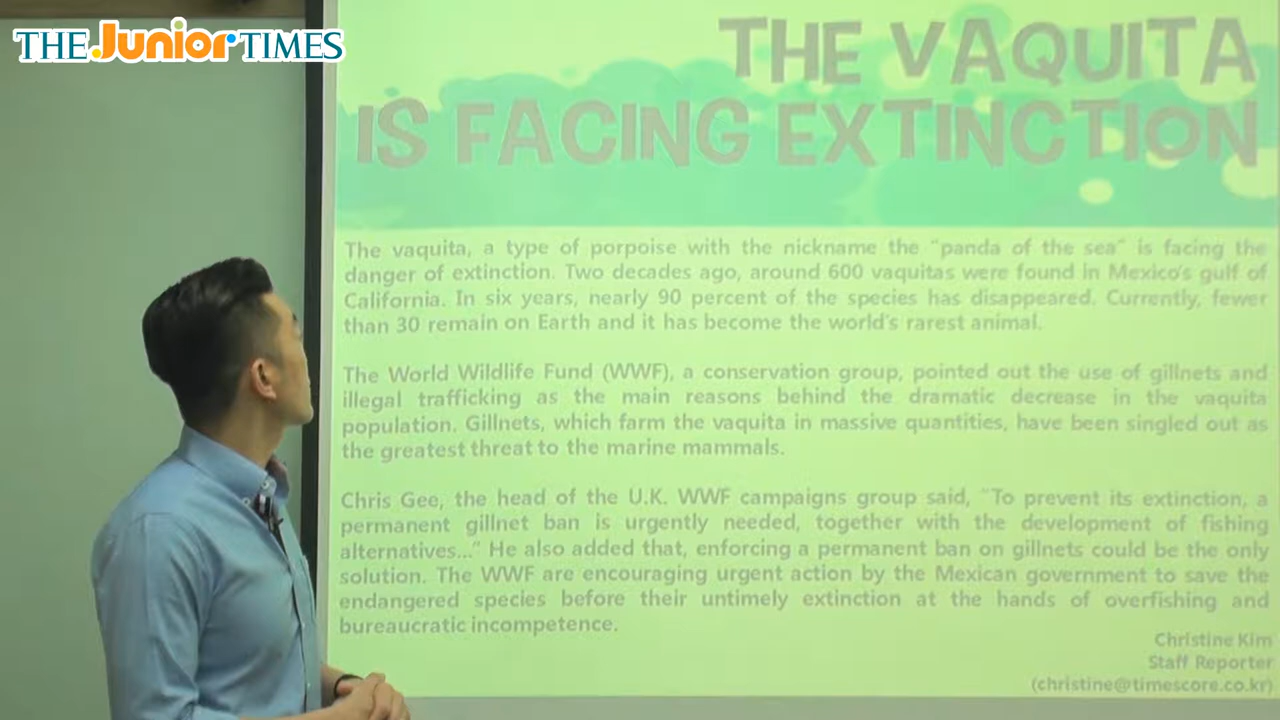 THE Junior TIMES
THE VAQUITA
IS FACING EXTINCTION
The vaquita, a type of porpoise with the nickname the “panda of the sea” is facing the
danger of extinction. Two decades ago, around 600 vaquitas were found in Mexico's gulf of
California. In six years, nearly 90 percent of the species has disappeared. Currently, fewer
than 30 remain on Earth and it has become the world's rarest animal.
The World Wildlife Fund (WWF), a conservation group, pointed out the use of gillnets and
illegal trafficking as the main reasons behind the dramatic decrease in the vaquita
population. Gillnets, which farm the vaquita in massive quantities, have been singled out as
the greatest threat to the marine mammals.
Chris Gee, the head of the U.K. WWF campaigns group said, “To prevent its extinction, a
permanent gillnet ban is urgently needed, together with the development of fishing
alternatives...” He also added that, enforcing a permanent ban on gillnets could be the only
solution. The WWF are encouraging urgent action by the Mexican government to save the
endangered species before their untimely extinction at the hands of overfishing and
bureaucratic incompetence.
Christine Kim
Staff Reporter
(christine@timescore.co.kr)